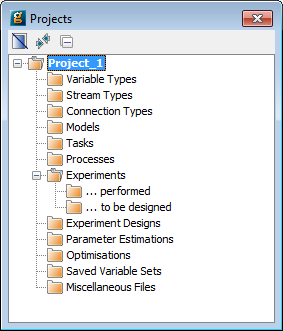 Projects
Project_1
Variable Types
Stream Types
Connection Types
Models
Tasks
Processes
Experiments
... performed
... to be designed
Experiment Designs
Parameter Estimations
Optimisations
Saved Variable Sets
Miscellaneous Files